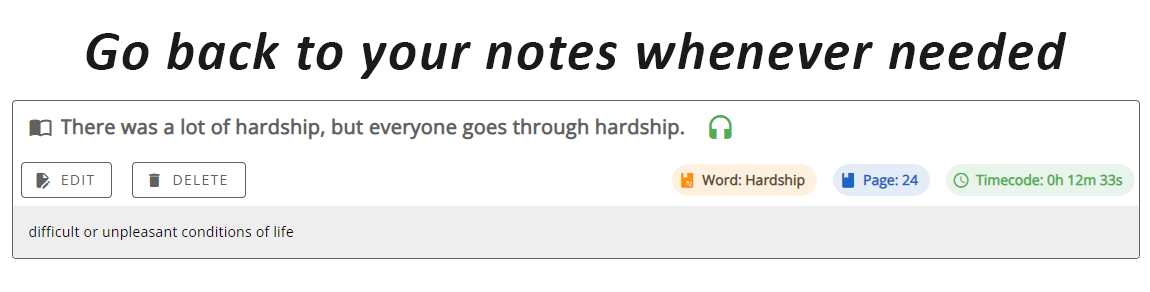 Go back to your notes whenever needed
There was a lot of hardship, but everyone goes through hardship.
EDIT DELETE Word: Hardship Page: 24 Timecode: 0h 12m 33s
difficult or unpleasant conditions of life